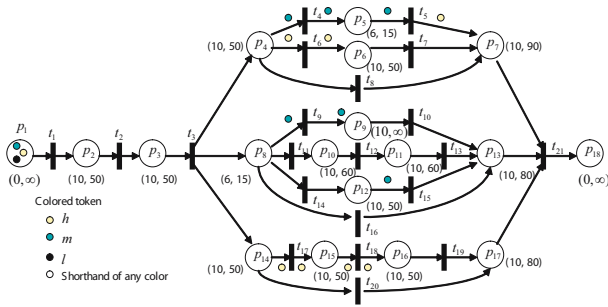 t4 p5 t5
(6, 15)
p4 t6 p6 t7 p7
(10, 50) (10, 50) (10, 90)
t8
p1 t1 t2 t3 t9 p9 t10
(10,∞)
p2 p3 p8 t11 p10 t12 p11 t13 p13 t21 p18
(0,∞) (10, 50) (10, 50) (6, 15) (10, 60) (10, 60) (10, 80) (0,∞)
t14 p12 t15
(10, 50)
t16
Colored token
h
m
l
Shorthand of any color
p14 t17 p15 t18 p16 t19 p17
(10, 50) (10, 50) (10, 50) (10, 80)
t20